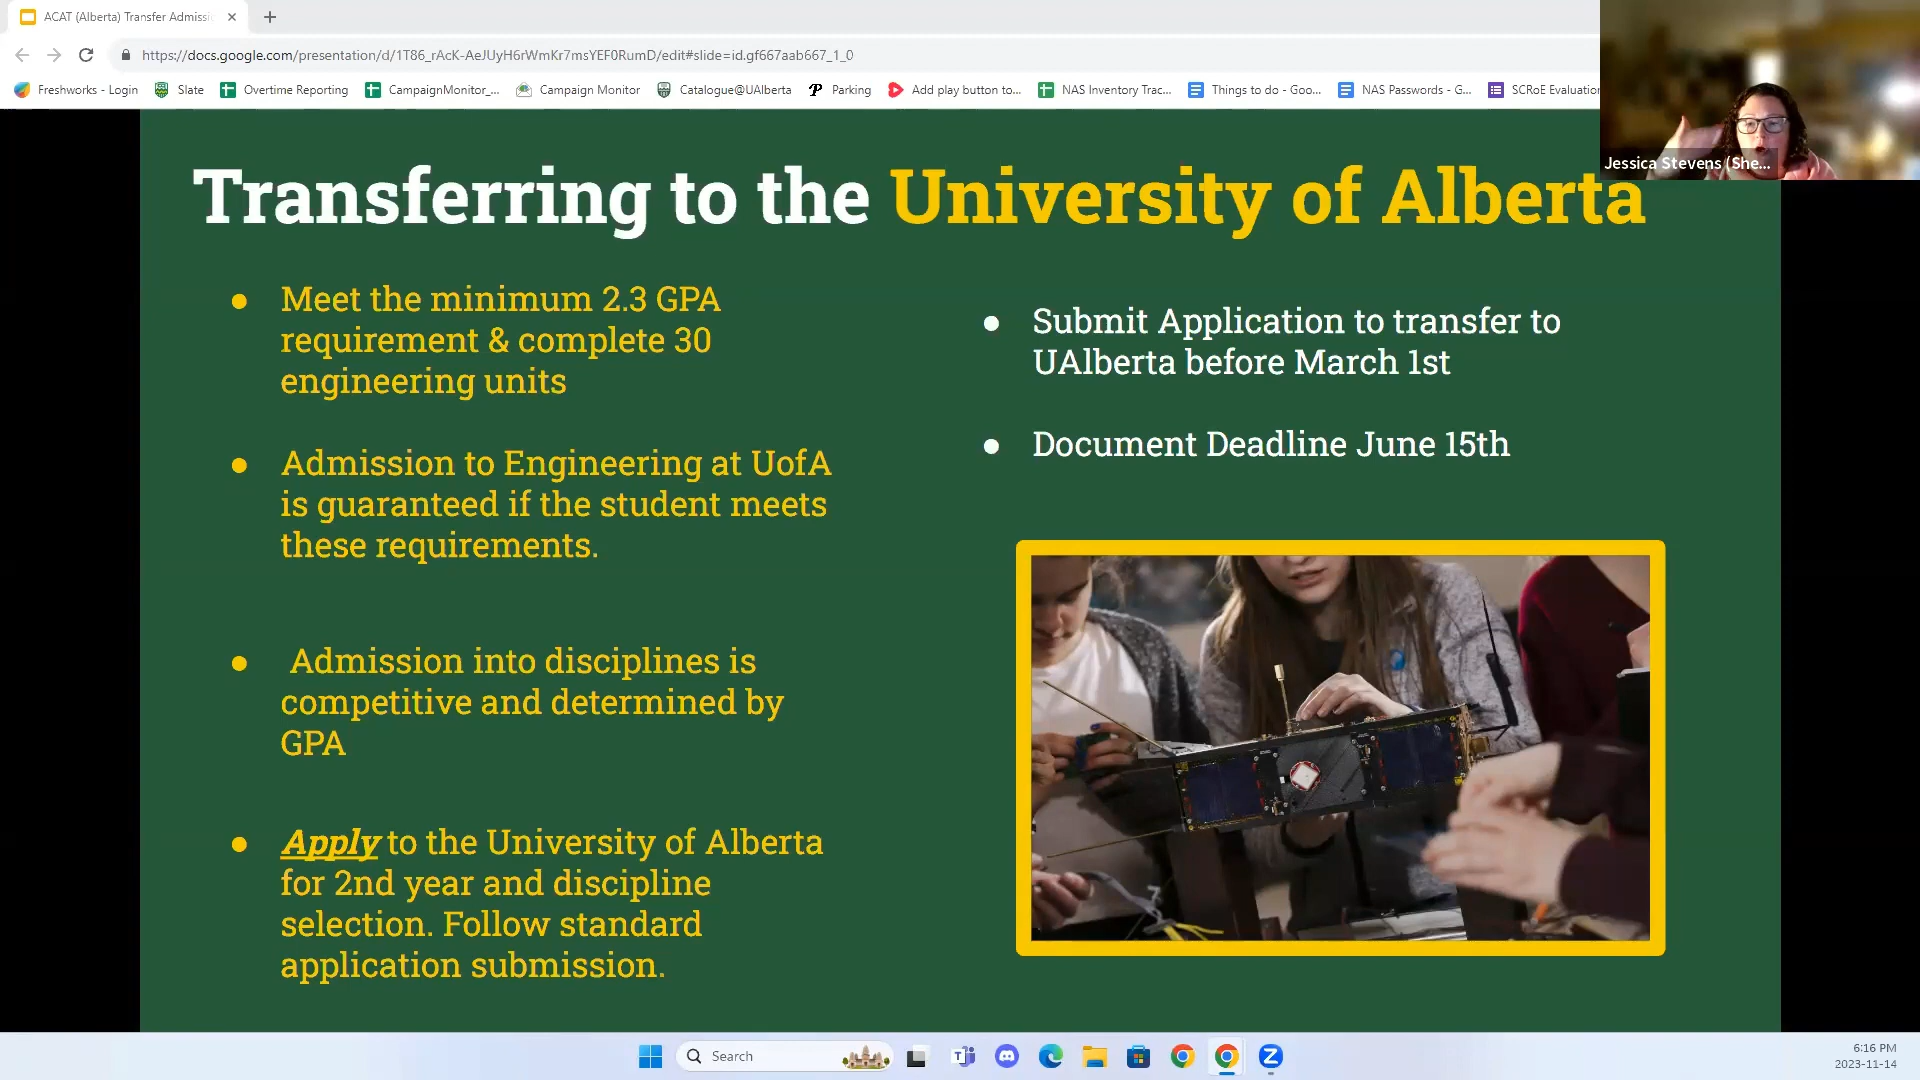 ACAT (Alberta) Transfer Admissi
https://docs.google.com/presentation/d/1T86_rAcK-AeJUyH6rWmKr7msYEF0RumD/edit#slide=id.gf667aab667_1_0
Freshworks - Login Slate Overtime Reporting CampaignMonitor_... Campaign Monitor Catalogue@UAlberta Parking Add play button to... NAS Inventory Trac... Things to do - Goo... NAS Passwords - G... SCRoE Evaluation
Jessica Stevens (She...
Transferring to the University of Alberta
Meet the minimum 2.3 GPA
requirement & complete 30
engineering units
Admission to Engineering at UofA
is guaranteed if the student meets
these requirements.
Admission into disciplines is
competitive and determined by
GPA
Apply to the University of Alberta
for 2nd year and discipline
selection. Follow standard
application submission.
Submit Application to transfer to
UAlberta before March 1st
Document Deadline June 15th
Search
6:16 PM
2023-11-14